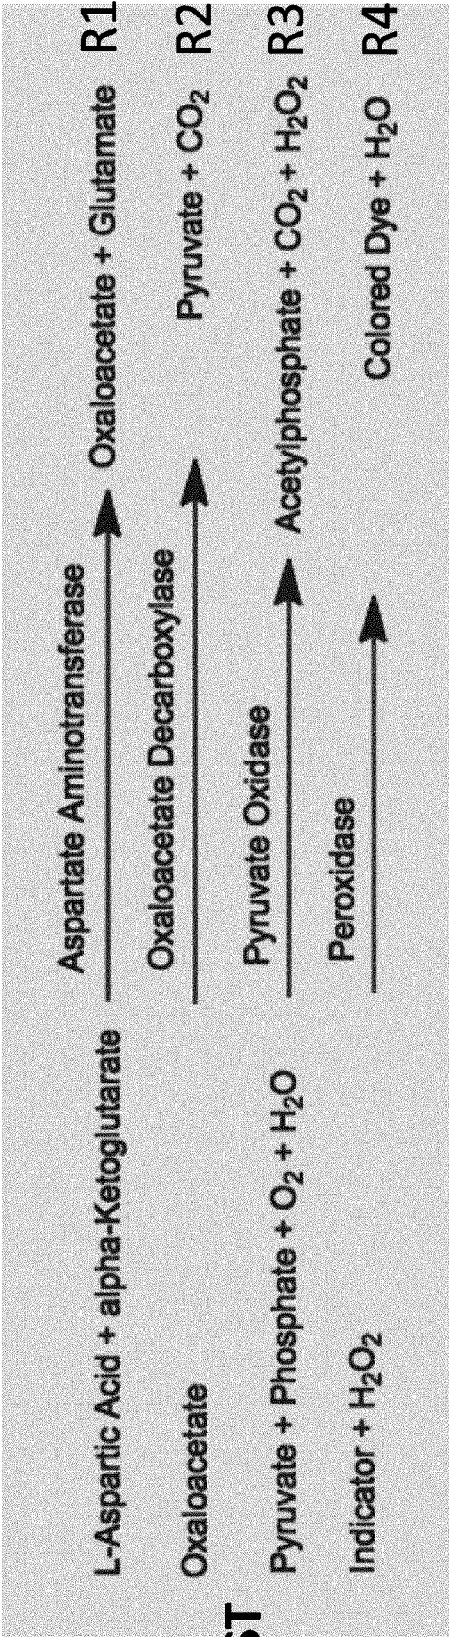 Aspartate Aminotransferase
L-Aspartic Acid + alpha-Ketoglutarate Oxaloacetate + Glutamate R1
Oxaloacetate Decarboxylase
Oxaloacetate Pyruvate + CO₂ R2
Pyruvate Oxidase
Pyruvate + Phosphate + O₂ + H₂O Acetylphosphate + CO₂ + H₂O₂ R3
Peroxidase
Indicator + H₂O₂ Colored Dye + H₂O R4